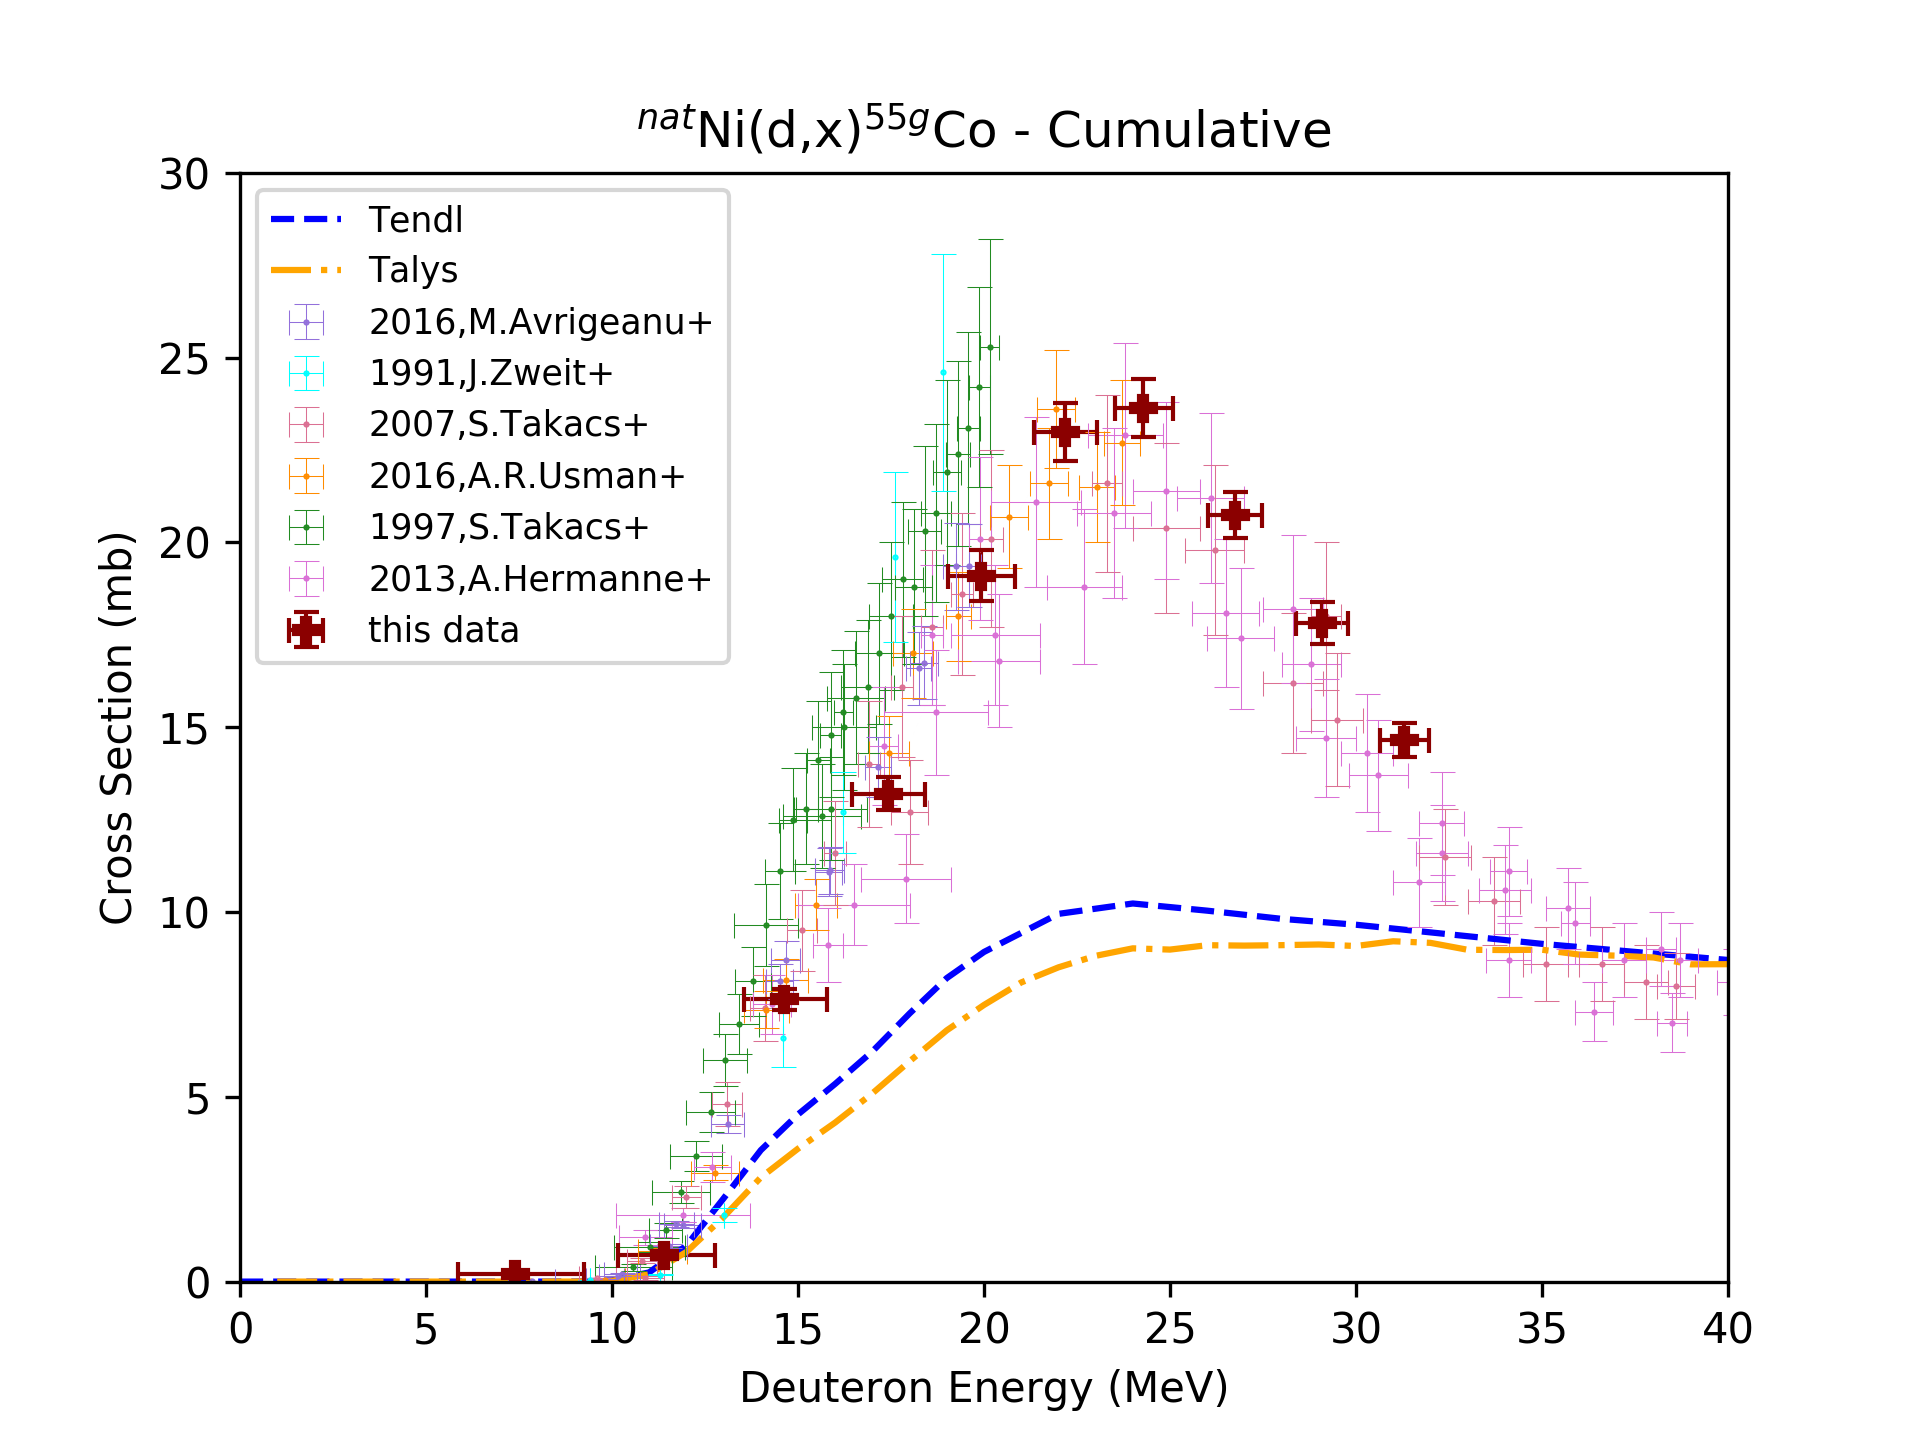 natNi(d,x)55gCo - Cumulative
30
25
20
15
10
5
0
Cross Section (mb)
Tendl
Talys
2016,M.Avrigeanu+
1991,J.Zweit+
2007,S.Takacs+
2016,A.R.Usman+
1997,S.Takacs+
2013,A.Hermanne+
this data
0 5 10 15 20 25 30 35 40
Deuteron Energy (MeV)